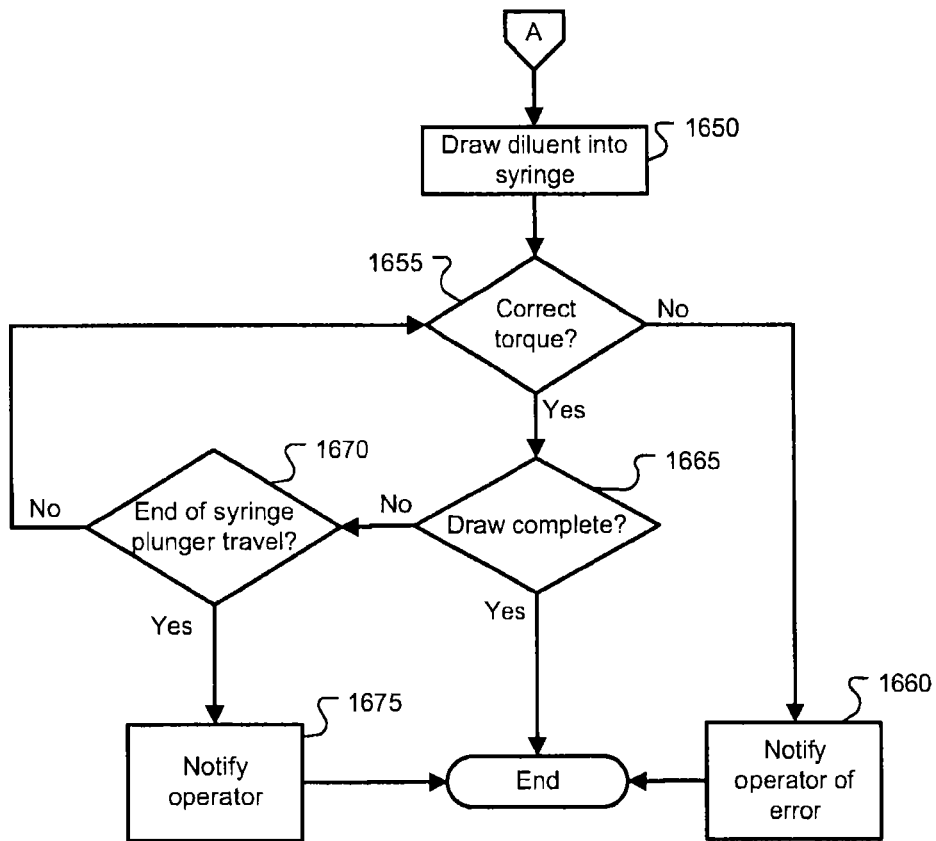 A
Draw diluent into
syringe
1650
1655
Correct
torque?
No
Yes
1670
1665
No
End of syringe
plunger travel?
No
Draw complete?
Yes
Yes
1675
1660
Notify
operator
End
Notify
operator of
error